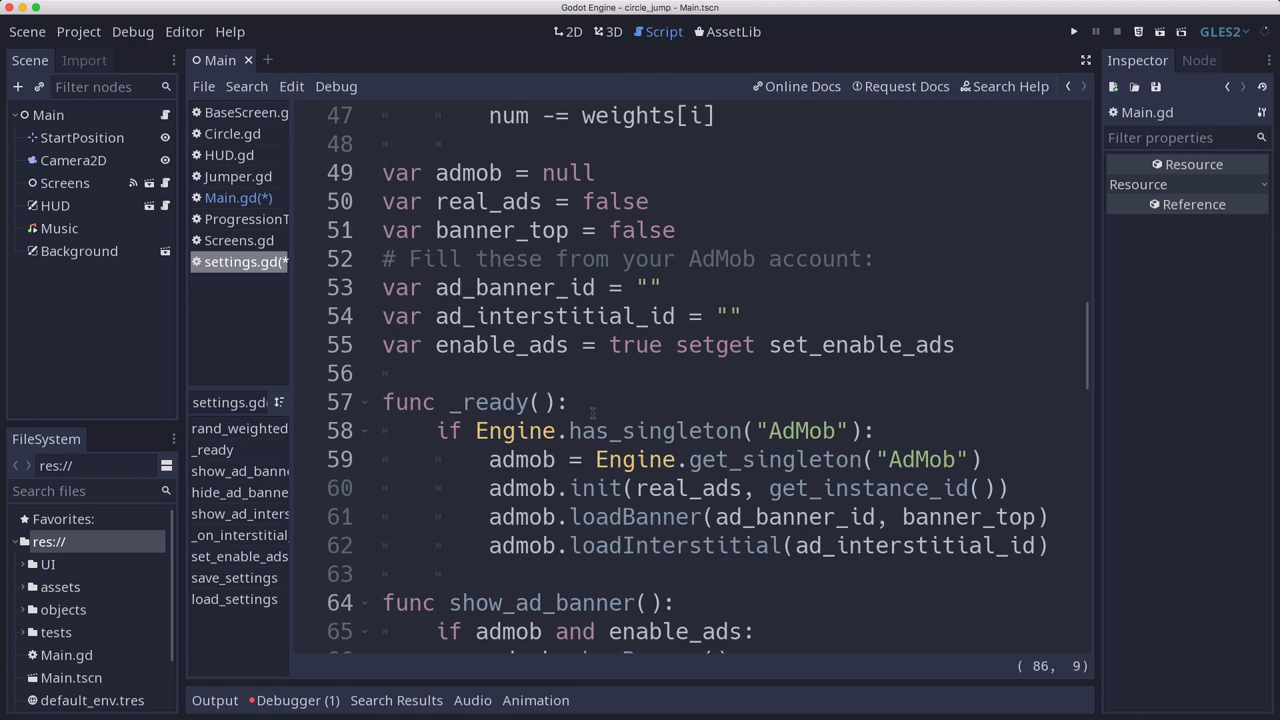 Godot Engine - circle_jump - Main.tscn
Scene Project Debug Editor Help
2D 3D Script AssetLib
GLES2
Scene Import
Filter nodes
Main
StartPosition
Camera2D
Screens
HUD
Music
Background
FileSystem
res://
Search files
Favorites:
res://
UI
assets
objects
tests
Main.gd
Main.tscn
default_env.tres
Main
File Search Edit Debug
Online Docs Request Docs Search Help
BaseScreen.g
Circle.gd
HUD.gd
Jumper.gd
Main.gd(*)
ProgressionT
Screens.gd
settings.gd(*
settings.gd
rand_weighted
_ready
show_ad_bann
hide_ad_banne
show_ad_inters
_on_interstitial
set_enable_ads
save_settings
load_settings
47 num -= weights[i]
48
49 var admob = null
50 var real_ads = false
51 var banner_top = false
52 # Fill these from your AdMob account:
53 var ad_banner_id = ""
54 var ad_interstitial_id = ""
55 var enable_ads = true setget set_enable_ads
56
57 func _ready():
58 if Engine.has_singleton("AdMob"):
59 admob = Engine.get_singleton("AdMob")
60 admob.init(real_ads, get_instance_id())
61 admob.loadBanner(ad_banner_id, banner_top)
62 admob.loadInterstitial(ad_interstitial_id)
63
64 func show_ad_banner():
65 if admob and enable_ads:
( 86, 9)
Output Debugger (1) Search Results Audio Animation
Inspector Node
Main.gd
Filter properties
Resource
Resource
Reference